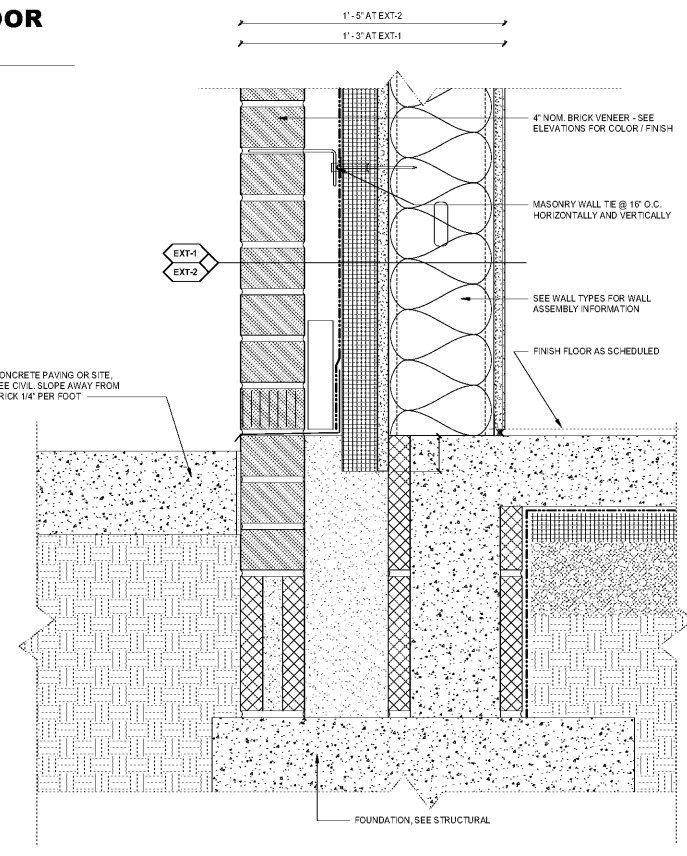 1' - 5" AT EXT-2
1' - 3" AT EXT-1
4" NOM. BRICK VENEER - SEE
ELEVATIONS FOR COLOR / FINISH
MASONRY WALL TIE @ 16" O.C.
HORIZONTALLY AND VERTICALLY
EXT-1
EXT-2
SEE WALL TYPES FOR WALL
ASSEMBLY INFORMATION
FINISH FLOOR AS SCHEDULED
ONCRETE PAVING OR SITE,
EE CIVIL. SLOPE AWAY FROM
RICK 1/4" PER FOOT
FOUNDATION, SEE STRUCTURAL